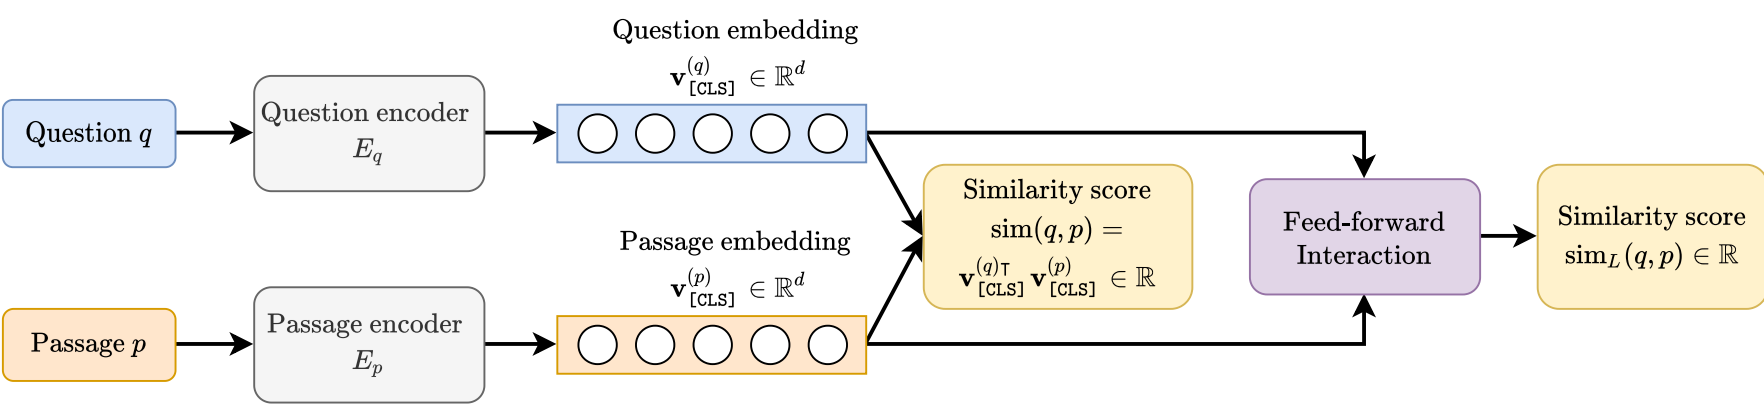 Question embedding
v_[CLS]^(q) ∈ ℝ^d
Question q
Question encoder
E_q
Similarity score
sim(q, p) =
v_[CLS]^(q)⊤ v_[CLS]^(p) ∈ ℝ
Feed-forward
Interaction
Similarity score
sim_L(q, p) ∈ ℝ
Passage embedding
v_[CLS]^(p) ∈ ℝ^d
Passage p
Passage encoder
E_p